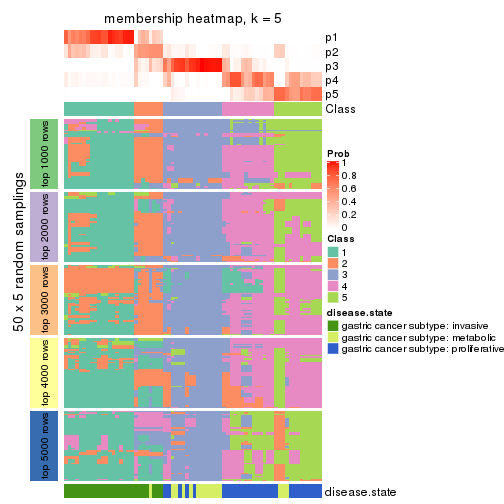 membership heatmap, k = 5
p1
p2
p3
p4
p5
Class
50 x 5 random samplings
top 1000 rows
top 2000 rows
top 3000 rows
top 4000 rows
top 5000 rows
disease.state
Prob
1
0.8
0.6
0.4
0.2
0
Class
1
2
3
4
5
disease.state
gastric cancer subtype: invasive
gastric cancer subtype: metabolic
gastric cancer subtype: proliferative